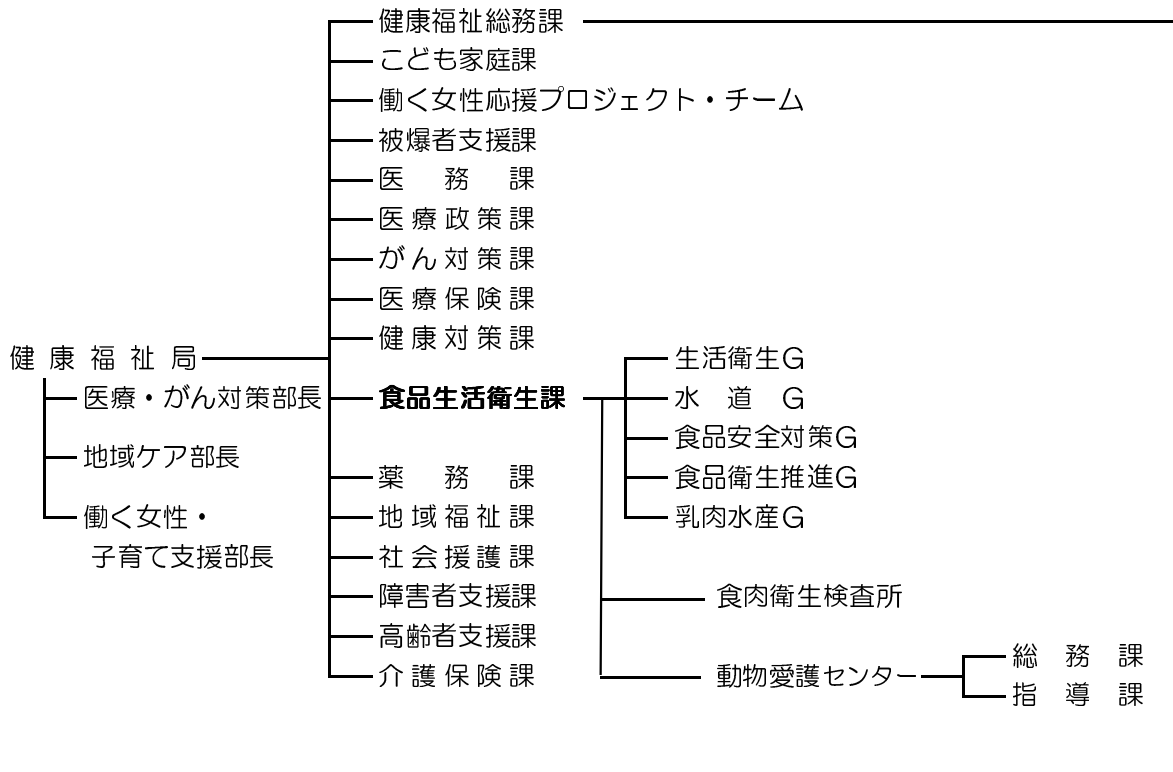 健康福祉総務課
こども家庭課
働く女性応援プロジェクト・チーム
被爆者支援課
医務課
医療政策課
がん対策課
医療保険課
健康対策課
健康福祉局
生活衛生G
医療・がん対策部長
食品生活衛生課
水道G
食品安全対策G
地域ケア部長
薬務課
食品衛生推進G
働く女性・
子育て支援部長
地域福祉課
乳肉水産G
社会援護課
障害者支援課
食肉衛生検査所
高齢者支援課
介護保険課
動物愛護センター
総務課
指導課